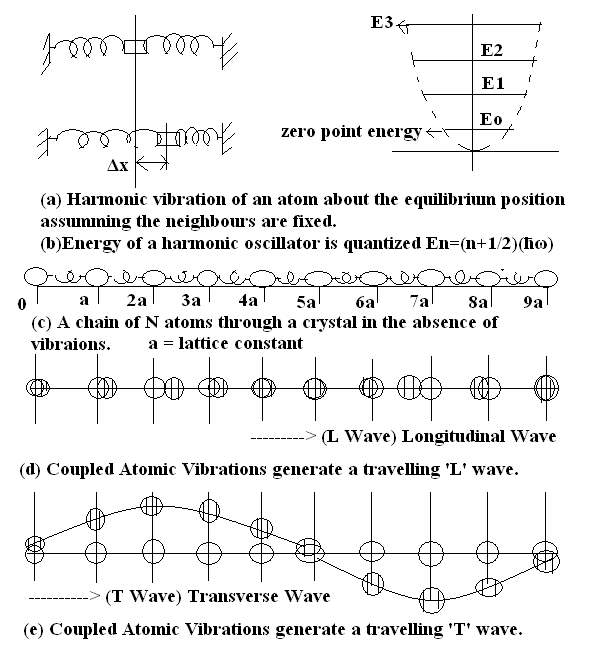 E3
E2
E1
Eo
zero point energy
Δx
(a) Harmonic vibration of an atom about the equilibrium position
assumming the neighbours are fixed.
(b)Energy of a harmonic oscillator is quantized En=(n+1/2)(ħω)
0 a 2a 3a 4a 5a 6a 7a 8a 9a
(c) A chain of N atoms through a crystal in the absence of
vibraions. a = lattice constant
---------> (L Wave) Longitudinal Wave
(d) Coupled Atomic Vibrations generate a travelling 'L' wave.
----------> (T Wave) Transverse Wave
(e) Coupled Atomic Vibrations generate a travelling 'T' wave.